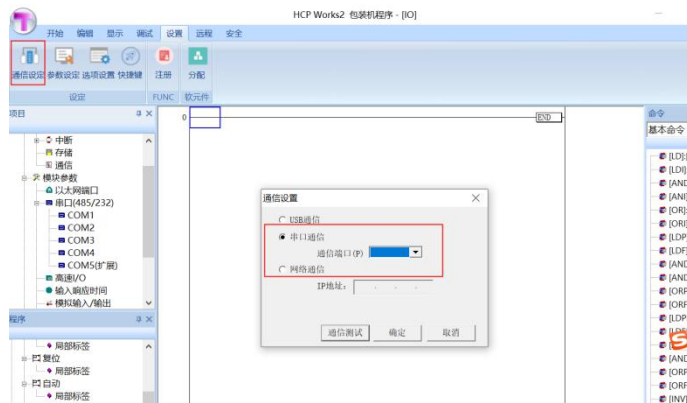 HCP Works2 包装机程序 - [IO]
开始 编辑 显示 调试 设置 远程 安全
通信设定 参数设定 选项设置 快捷键 注册 分配
设定 FUNC 软元件
项目
中断
存储
通信
模块参数
以太网端口
串口(485/232)
COM1
COM2
COM3
COM4
COM5(扩展)
高速I/O
输入响应时间
模拟输入/输出
程序
局部标签
复位
局部标签
自动
局部标签
0
END
通信设置
USB通信
串口通信
通信端口(P)
网络通信
IP地址:
通信测试 确定 取消
命令
基本命令
[LD]:
[LDI]
[AND
[ANI]
[OR]:
[ORI]
[LDP
[LDF]
[AND
[AND
[ORP
[ORF
[LDP
[AND
[ORP
[ORF
[INV]